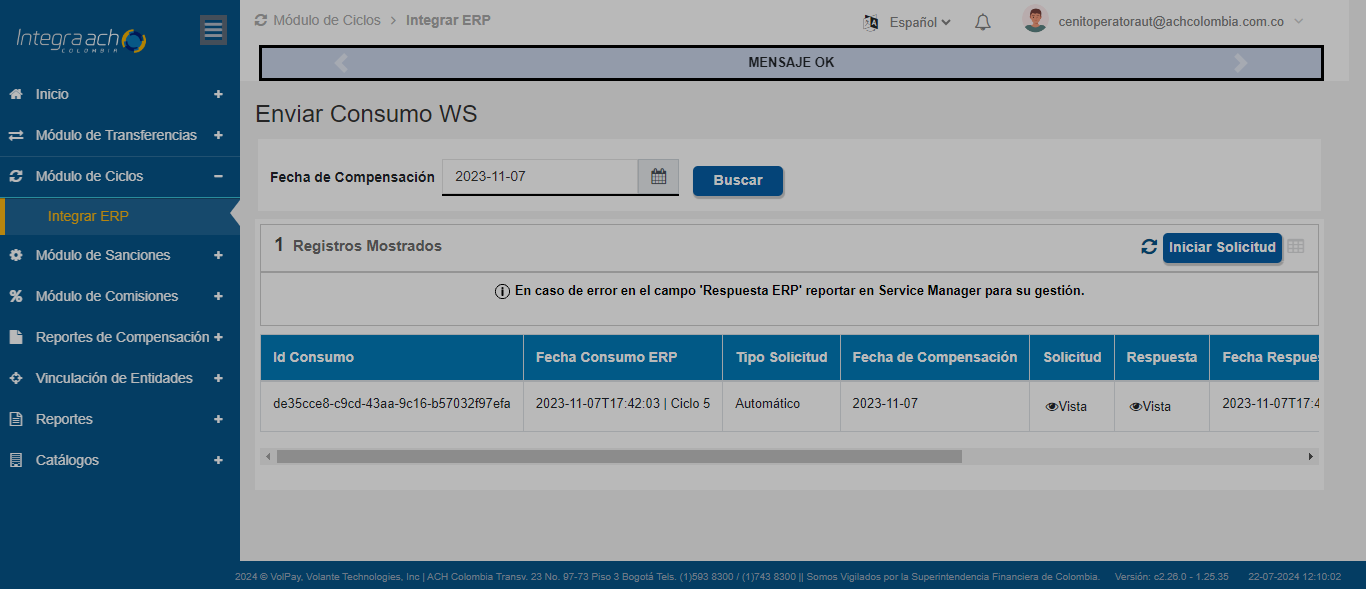 Integra ach
COLOMBIA
Módulo de Ciclos > Integrar ERP
Español
cenitoperatoraut@achcolombia.com.co
MENSAJE OK
Inicio +
Módulo de Transferencias +
Módulo de Ciclos −
Integrar ERP
Módulo de Sanciones +
Módulo de Comisiones +
Reportes de Compensación +
Vinculación de Entidades +
Reportes +
Catálogos +
Enviar Consumo WS
Fecha de Compensación 2023-11-07 Buscar
1 Registros Mostrados Iniciar Solicitud
En caso de error en el campo 'Respuesta ERP' reportar en Service Manager para su gestión.
Id Consumo Fecha Consumo ERP Tipo Solicitud Fecha de Compensación Solicitud Respuesta Fecha Respues
de35cce8-c9cd-43aa-9c16-b57032f97efa 2023-11-07T17:42:03 | Ciclo 5 Automático 2023-11-07 Vista Vista 2023-11-07T17:4
2024 © VolPay, Volante Technologies, Inc | ACH Colombia Transv. 23 No. 97-73 Piso 3 Bogotá Tels. (1)593 8300 / (1)743 8300 || Somos Vigilados por la Superintendencia Financiera de Colombia. Versión: c2.26.0 - 1.25.35 22-07-2024 12:10:02